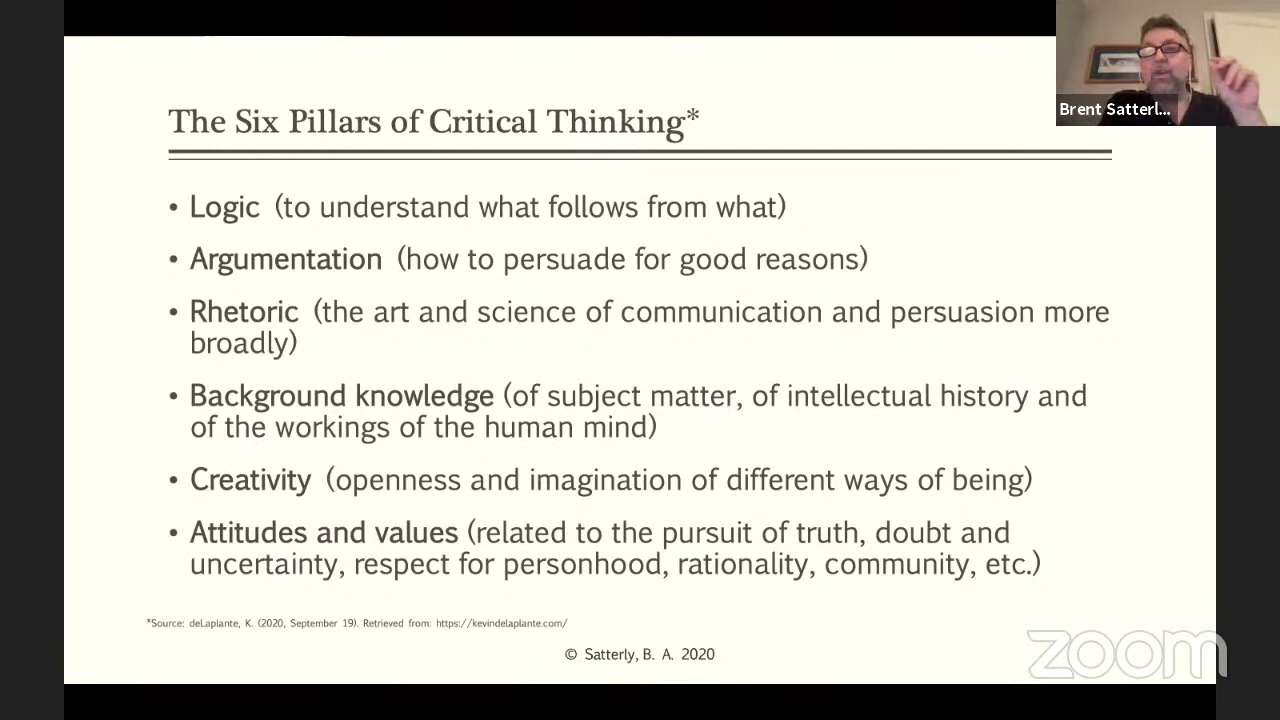 The Six Pillars of Critical Thinking*
Brent Satterl...
• Logic (to understand what follows from what)
• Argumentation (how to persuade for good reasons)
• Rhetoric (the art and science of communication and persuasion more
broadly)
• Background knowledge (of subject matter, of intellectual history and
of the workings of the human mind)
• Creativity (openness and imagination of different ways of being)
• Attitudes and values (related to the pursuit of truth, doubt and
uncertainty, respect for personhood, rationality, community, etc.)
*Source: deLaplante, K. (2020, September 19). Retrieved from: https://kevindelaplante.com/
© Satterly, B. A. 2020
zoom